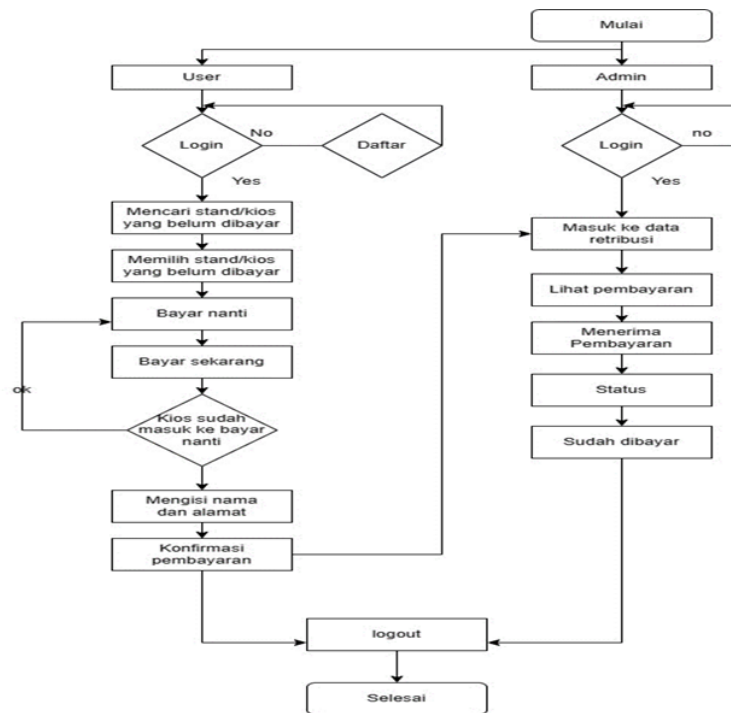 Mulai
User
Admin
Login
No
Daftar
Login
no
Yes
Yes
Mencari stand/kios
yang belum dibayar
Masuk ke data
retribusi
Memilih stand/kios
yang belum dibayar
Lihat pembayaran
Bayar nanti
Menerima
Pembayaran
Bayar sekarang
Status
ok
Kios sudah
masuk ke bayar
nanti
Sudah dibayar
Mengisi nama
dan alamat
Konfirmasi
pembayaran
logout
Selesai